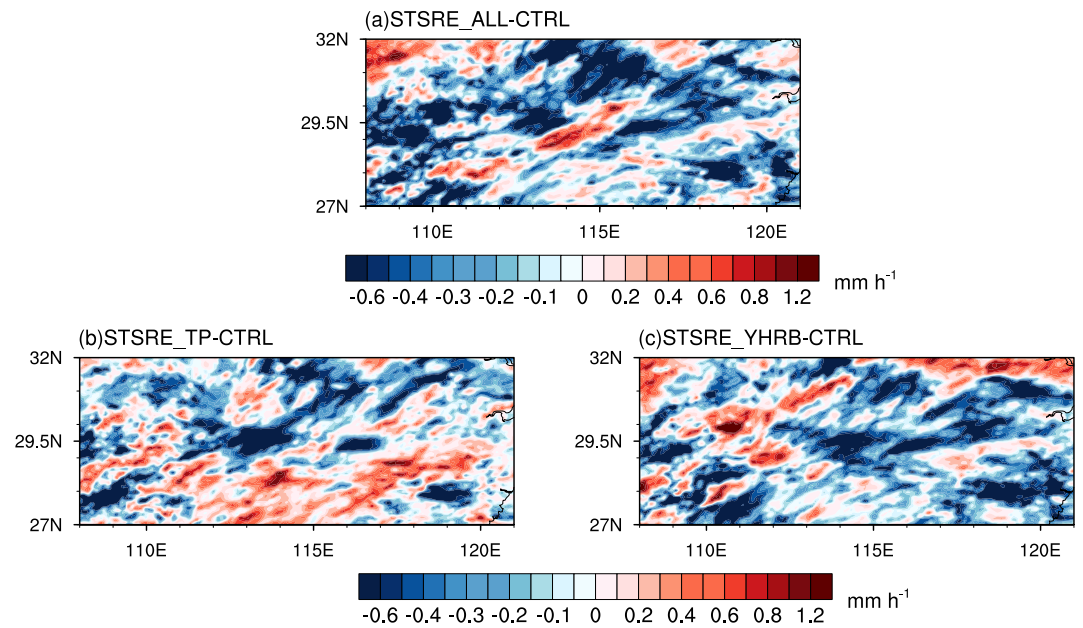 (a)STSRE_ALL-CTRL
32N
29.5N
27N
110E 115E 120E
-0.6 -0.4 -0.3 -0.2 -0.1 0 0.2 0.4 0.6 0.8 1.2 mm h⁻¹
(b)STSRE_TP-CTRL (c)STSRE_YHRB-CTRL
32N 32N
29.5N 29.5N
27N 27N
110E 115E 120E 110E 115E 120E
-0.6 -0.4 -0.3 -0.2 -0.1 0 0.2 0.4 0.6 0.8 1.2 mm h⁻¹